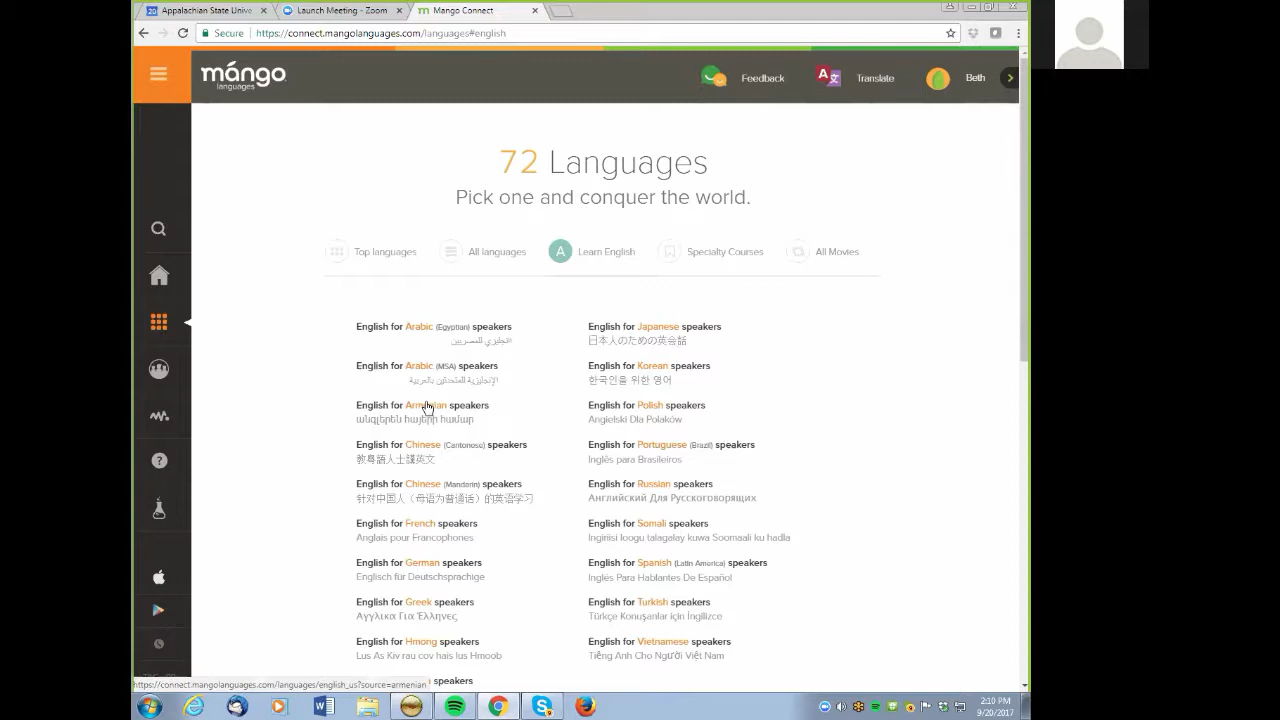 Appalachian State Unive
Launch Meeting - Zoom
Mango Connect
Secure
https://connect.mangolanguages.com/languages#english
mángo
languages
Feedback
Translate
Beth
72 Languages
Pick one and conquer the world.
Top languages
All languages
Learn English
Specialty Courses
All Movies
English for Arabic (Egyptian) speakers
انجليزي للمصريين
English for Arabic (MSA) speakers
الإنجليزية للمتحدثين بالعربية
English for Armenian speakers
անգլերեն հայերի համար
English for Chinese (Cantonese) speakers
教粵語人士講英文
English for Chinese (Mandarin) speakers
针对中国人（母语为普通话）的英语学习
English for French speakers
Anglais pour Francophones
English for German speakers
Englisch für Deutschsprachige
English for Greek speakers
Αγγλικα Για Έλληνες
English for Hmong speakers
Lus As Kiv rau cov hais lus Hmoob
English for Japanese speakers
日本人のための英会話
English for Korean speakers
한국인을 위한 영어
English for Polish speakers
Angielski Dla Polaków
English for Portuguese (Brazil) speakers
Inglês para Brasileiros
English for Russian speakers
Английский Для Русскоговорящих
English for Somali speakers
Ingiriisi loogu talagalay kuwa Soomaali ku hadla
English for Spanish (Latin America) speakers
Inglés Para Hablantes De Español
English for Turkish speakers
Türkçe Konuşanlar için İngilizce
English for Vietnamese speakers
Tiếng Anh Cho Người Việt Nam
speakers
https://connect.mangolanguages.com/languages/english_us?source=armenian
2:10 PM
9/20/2017